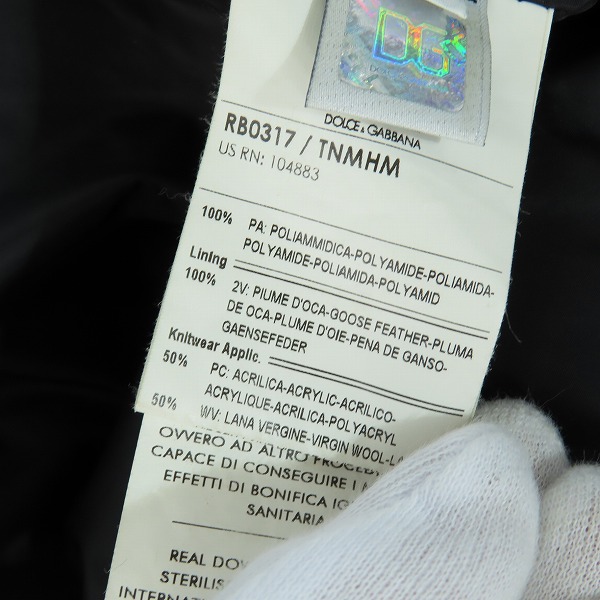 DG
DOLCE & GABBANA
RB0317 / TNMHM
US RN: 104883
100% PA: POLIAMMIDICA-POLYAMIDE-POLIAMIDA-
POLYAMIDE-POLIAMIDA-POLYAMID
Lining
100% 2V: PIUME D'OCA-GOOSE FEATHER-PLUMA
DE OCA-PLUME D'OIE-PENA DE GANSO-
GAENSEFEDER
Knitwear Applic.
50% PC: ACRILICA-ACRYLIC-ACRILICO-
ACRYLIQUE-ACRILICA-POLYACRYL
50% WV: LANA VERGINE-VIRGIN WOOL-
OVVERO AD ALTRO
CAPACE DI CONSEGUIRE I
EFFETTI DI BONIFICA
SANITARIA
REAL